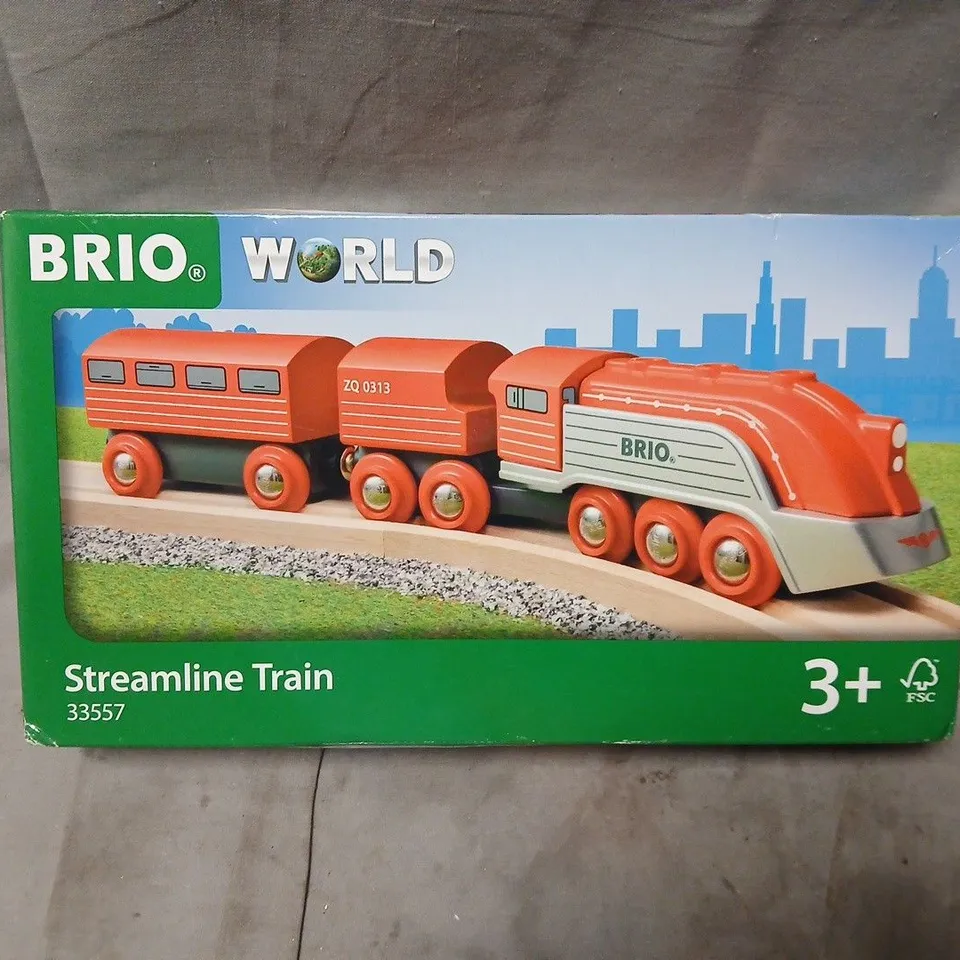 BRIO® WORLD
ZQ 0313
BRIO®
Streamline Train
33557
3+
FSC